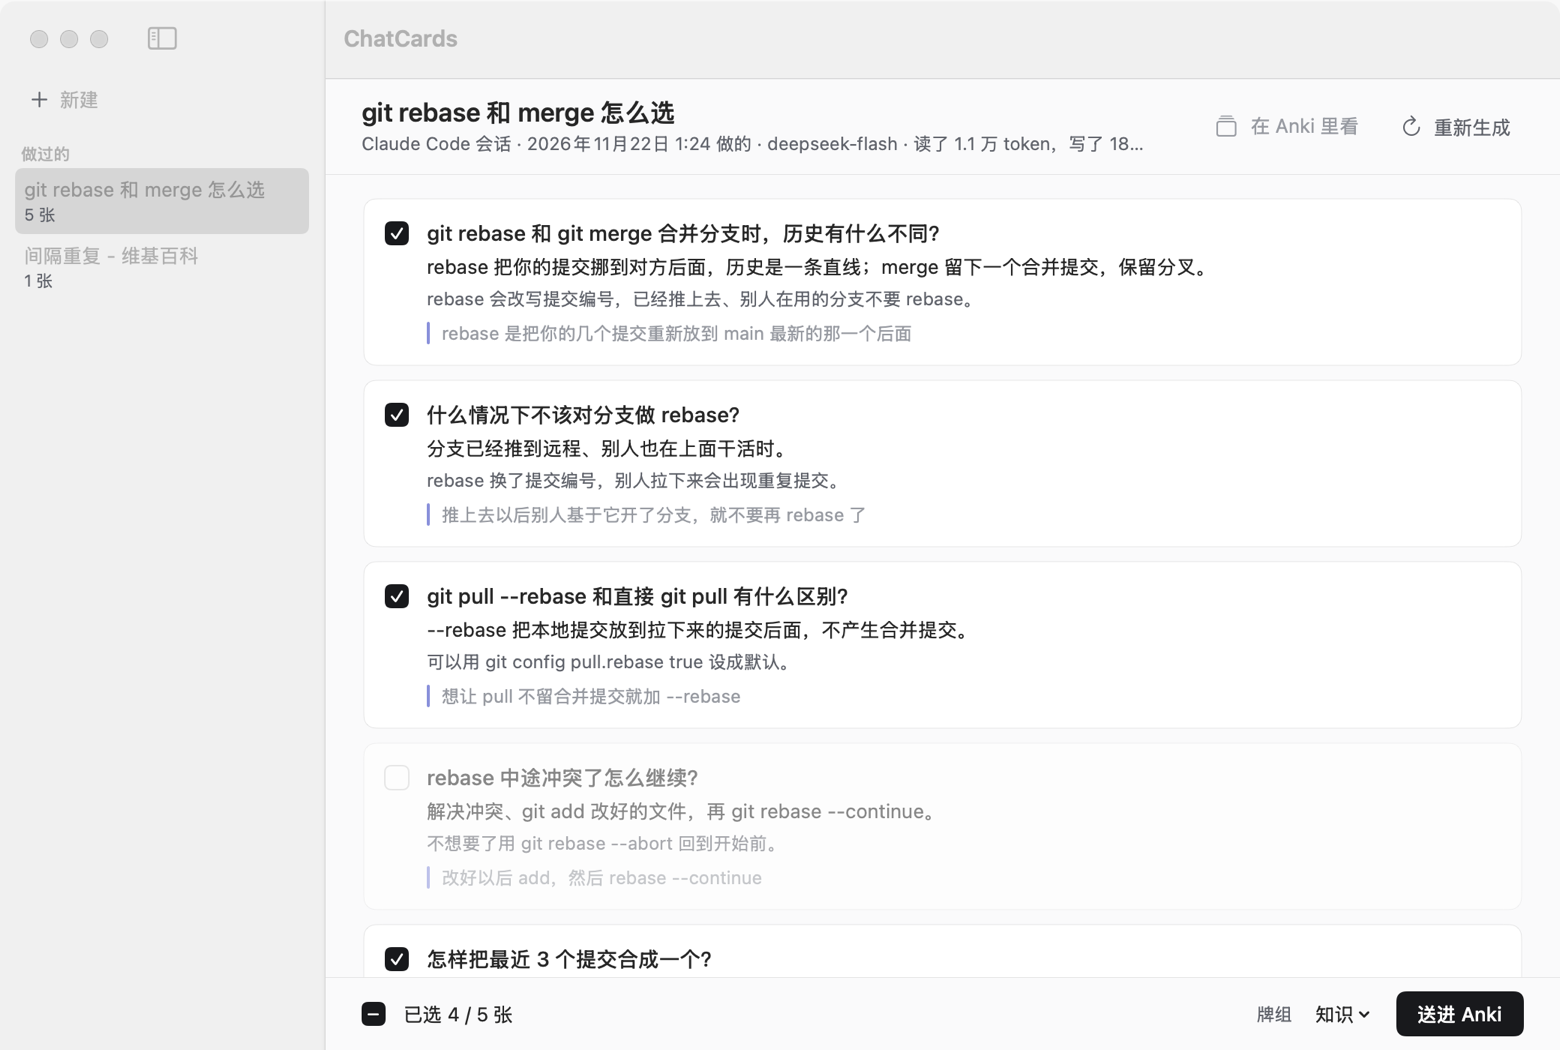 ChatCards
新建
做过的
git rebase 和 merge 怎么选
5 张
间隔重复 - 维基百科
1 张
git rebase 和 merge 怎么选
Claude Code 会话 · 2026年11月22日 1:24 做的 · deepseek-flash · 读了 1.1 万 token，写了 18...
在 Anki 里看
重新生成
git rebase 和 git merge 合并分支时，历史有什么不同?
rebase 把你的提交挪到对方后面，历史是一条直线；merge 留下一个合并提交，保留分叉。
rebase 会改写提交编号，已经推上去、别人在用的分支不要 rebase。
rebase 是把你的几个提交重新放到 main 最新的那一个后面
什么情况下不该对分支做 rebase?
分支已经推到远程、别人也在上面干活时。
rebase 换了提交编号，别人拉下来会出现重复提交。
推上去以后别人基于它开了分支，就不要再 rebase 了
git pull --rebase 和直接 git pull 有什么区别?
--rebase 把本地提交放到拉下来的提交后面，不产生合并提交。
可以用 git config pull.rebase true 设成默认。
想让 pull 不留合并提交就加 --rebase
rebase 中途冲突了怎么继续?
解决冲突、git add 改好的文件，再 git rebase --continue。
不想要了用 git rebase --abort 回到开始前。
改好以后 add，然后 rebase --continue
怎样把最近 3 个提交合成一个?
已选 4 / 5 张
牌组
知识
送进 Anki